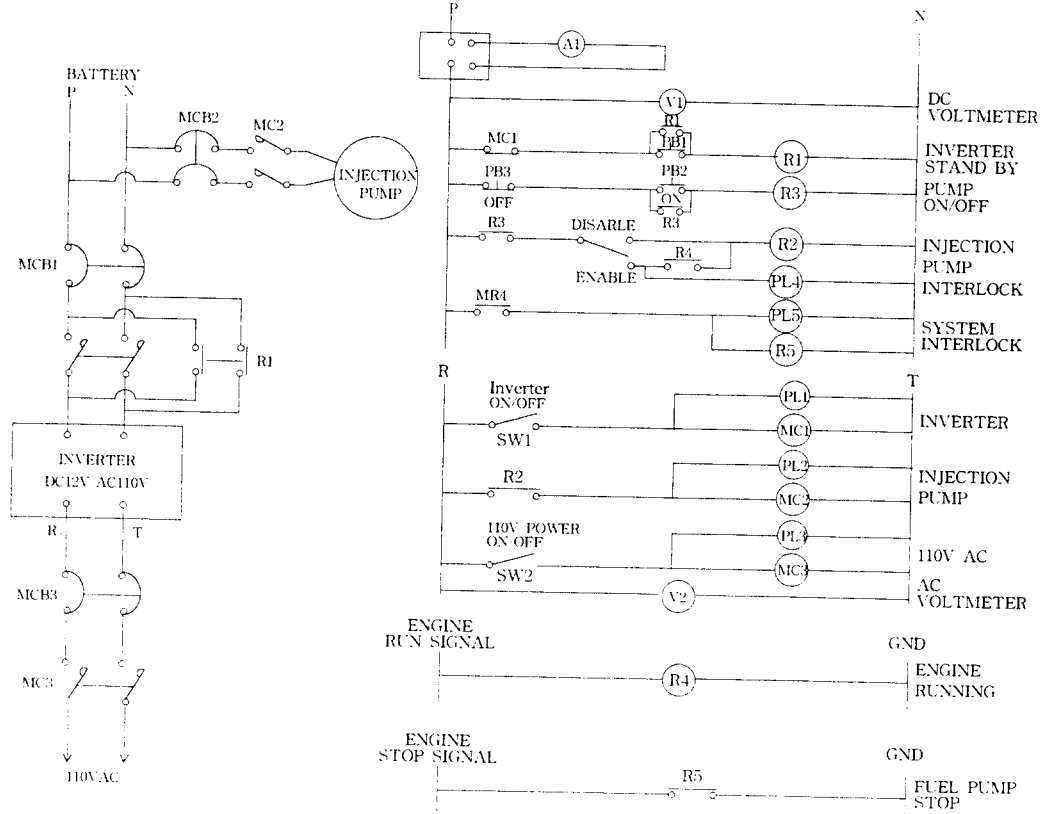 BATTERY
P N
MCB2
MC2
INJECTION
PUMP
MCB1
R1
INVERTER
DC12V AC110V
R
T
MCB3
MC3
110VAC
P
N
A1
V1
DC
VOLTMETER
R1
MC1
PB1
R1
INVERTER
STAND BY
PB3
OFF
PB2
ON
R3
R3
PUMP
ON/OFF
R3
DISARLE
ENABLE
R4
R2
PL4
INJECTION
PUMP
INTERLOCK
MR4
PL5
R5
SYSTEM
INTERLOCK
R
T
Inverter
ON/OFF
SW1
PL1
MC1
INVERTER
R2
PL2
MC2
INJECTION
PUMP
110V POWER
ON-OFF
SW2
PL3
MC3
110V AC
V2
AC
VOLTMETER
ENGINE
RUN SIGNAL
GND
R4
ENGINE
RUNNING
ENGINE
STOP SIGNAL
GND
R5
FUEL PUMP
STOP